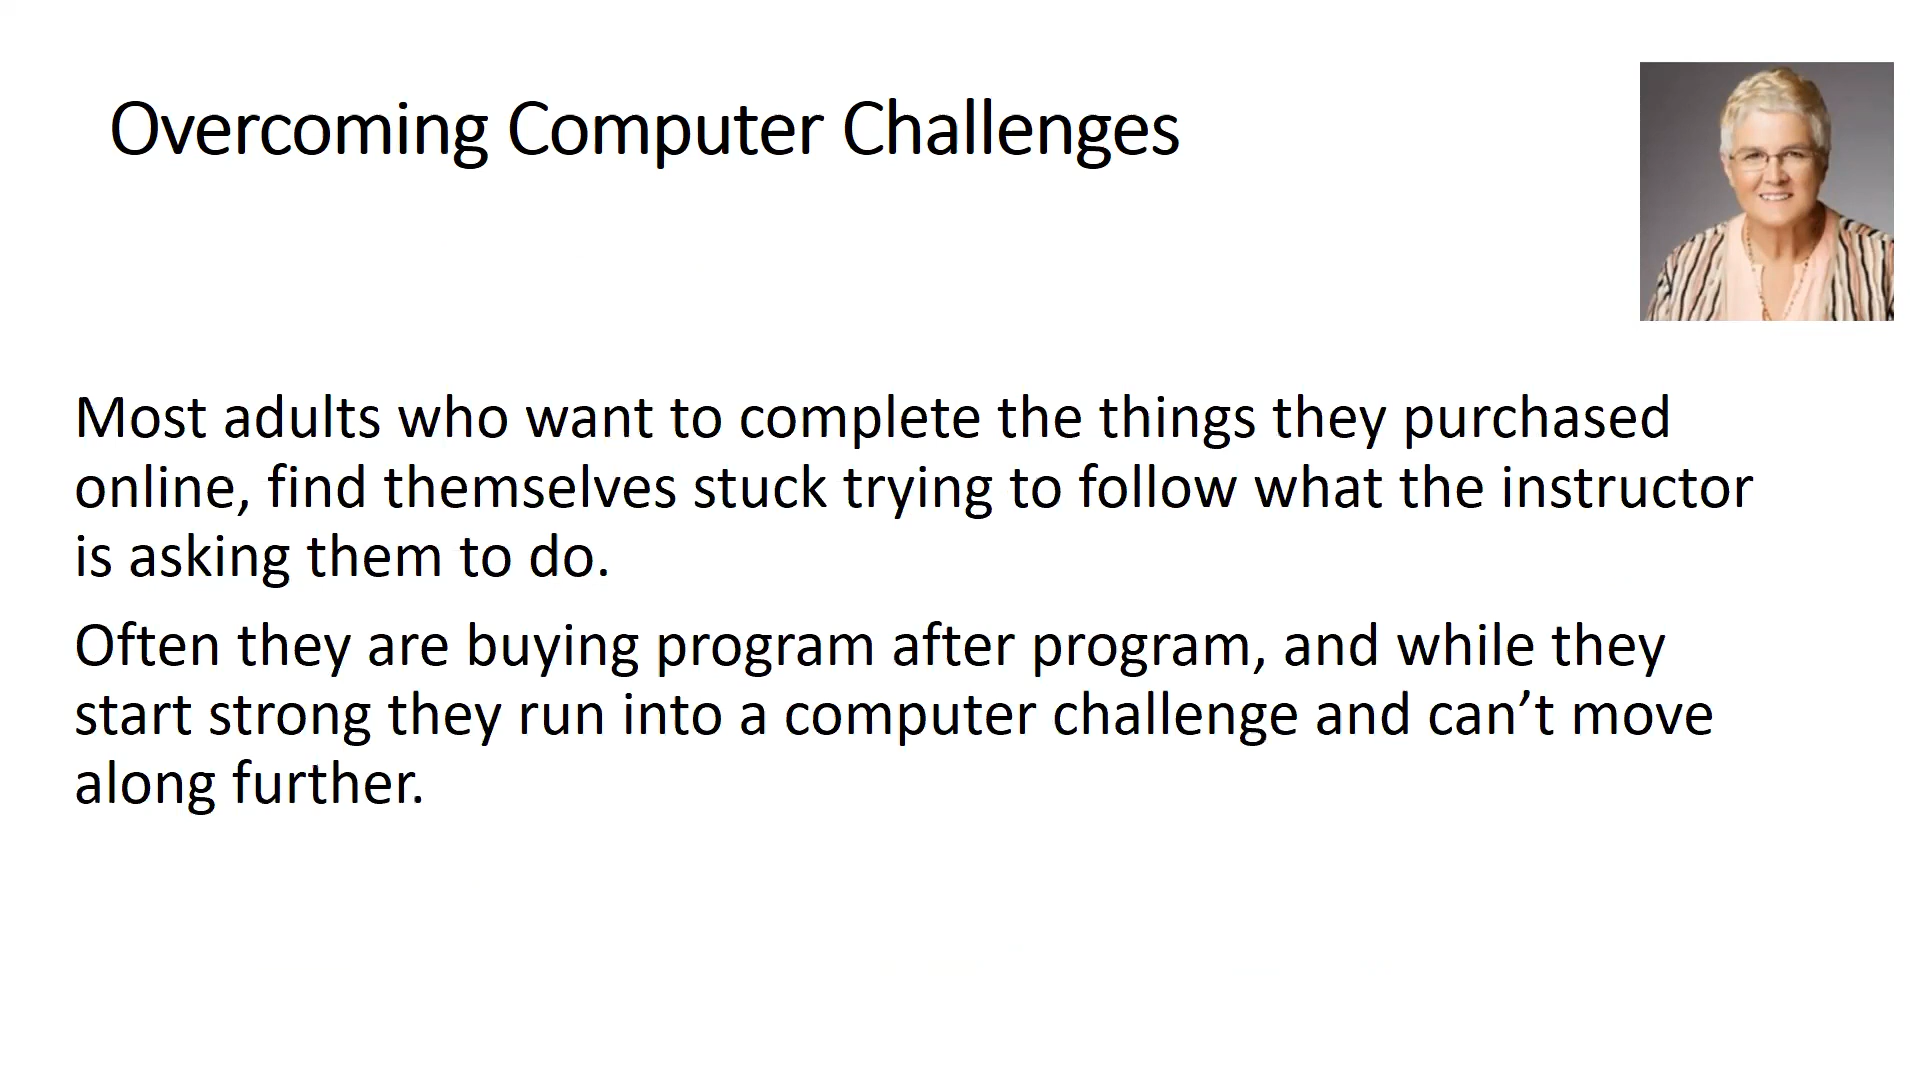 Overcoming Computer Challenges
Most adults who want to complete the things they purchased
online, find themselves stuck trying to follow what the instructor
is asking them to do.
Often they are buying program after program, and while they
start strong they run into a computer challenge and can’t move
along further.